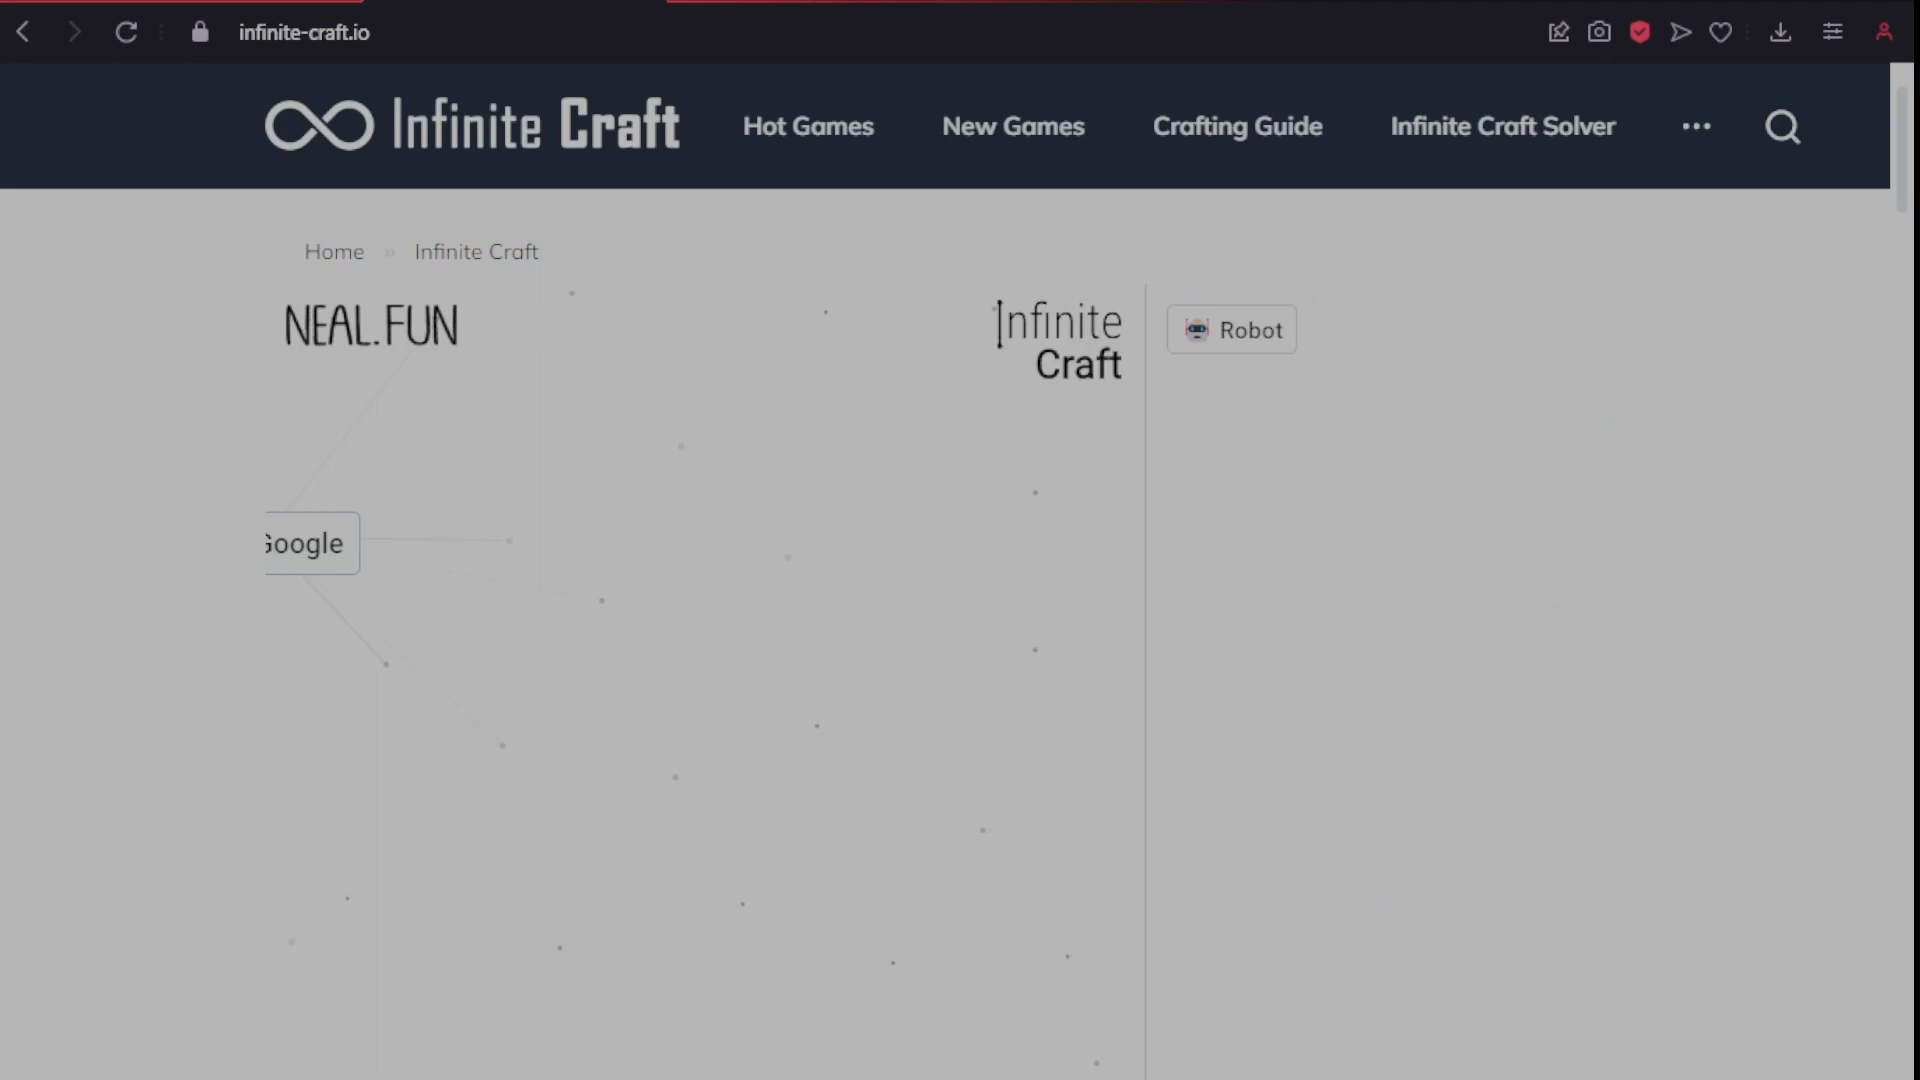 infinite-craft.io
Infinite Craft
Hot Games
New Games
Crafting Guide
Infinite Craft Solver
Home » Infinite Craft
NEAL.FUN
Infinite
Craft
Robot
Google